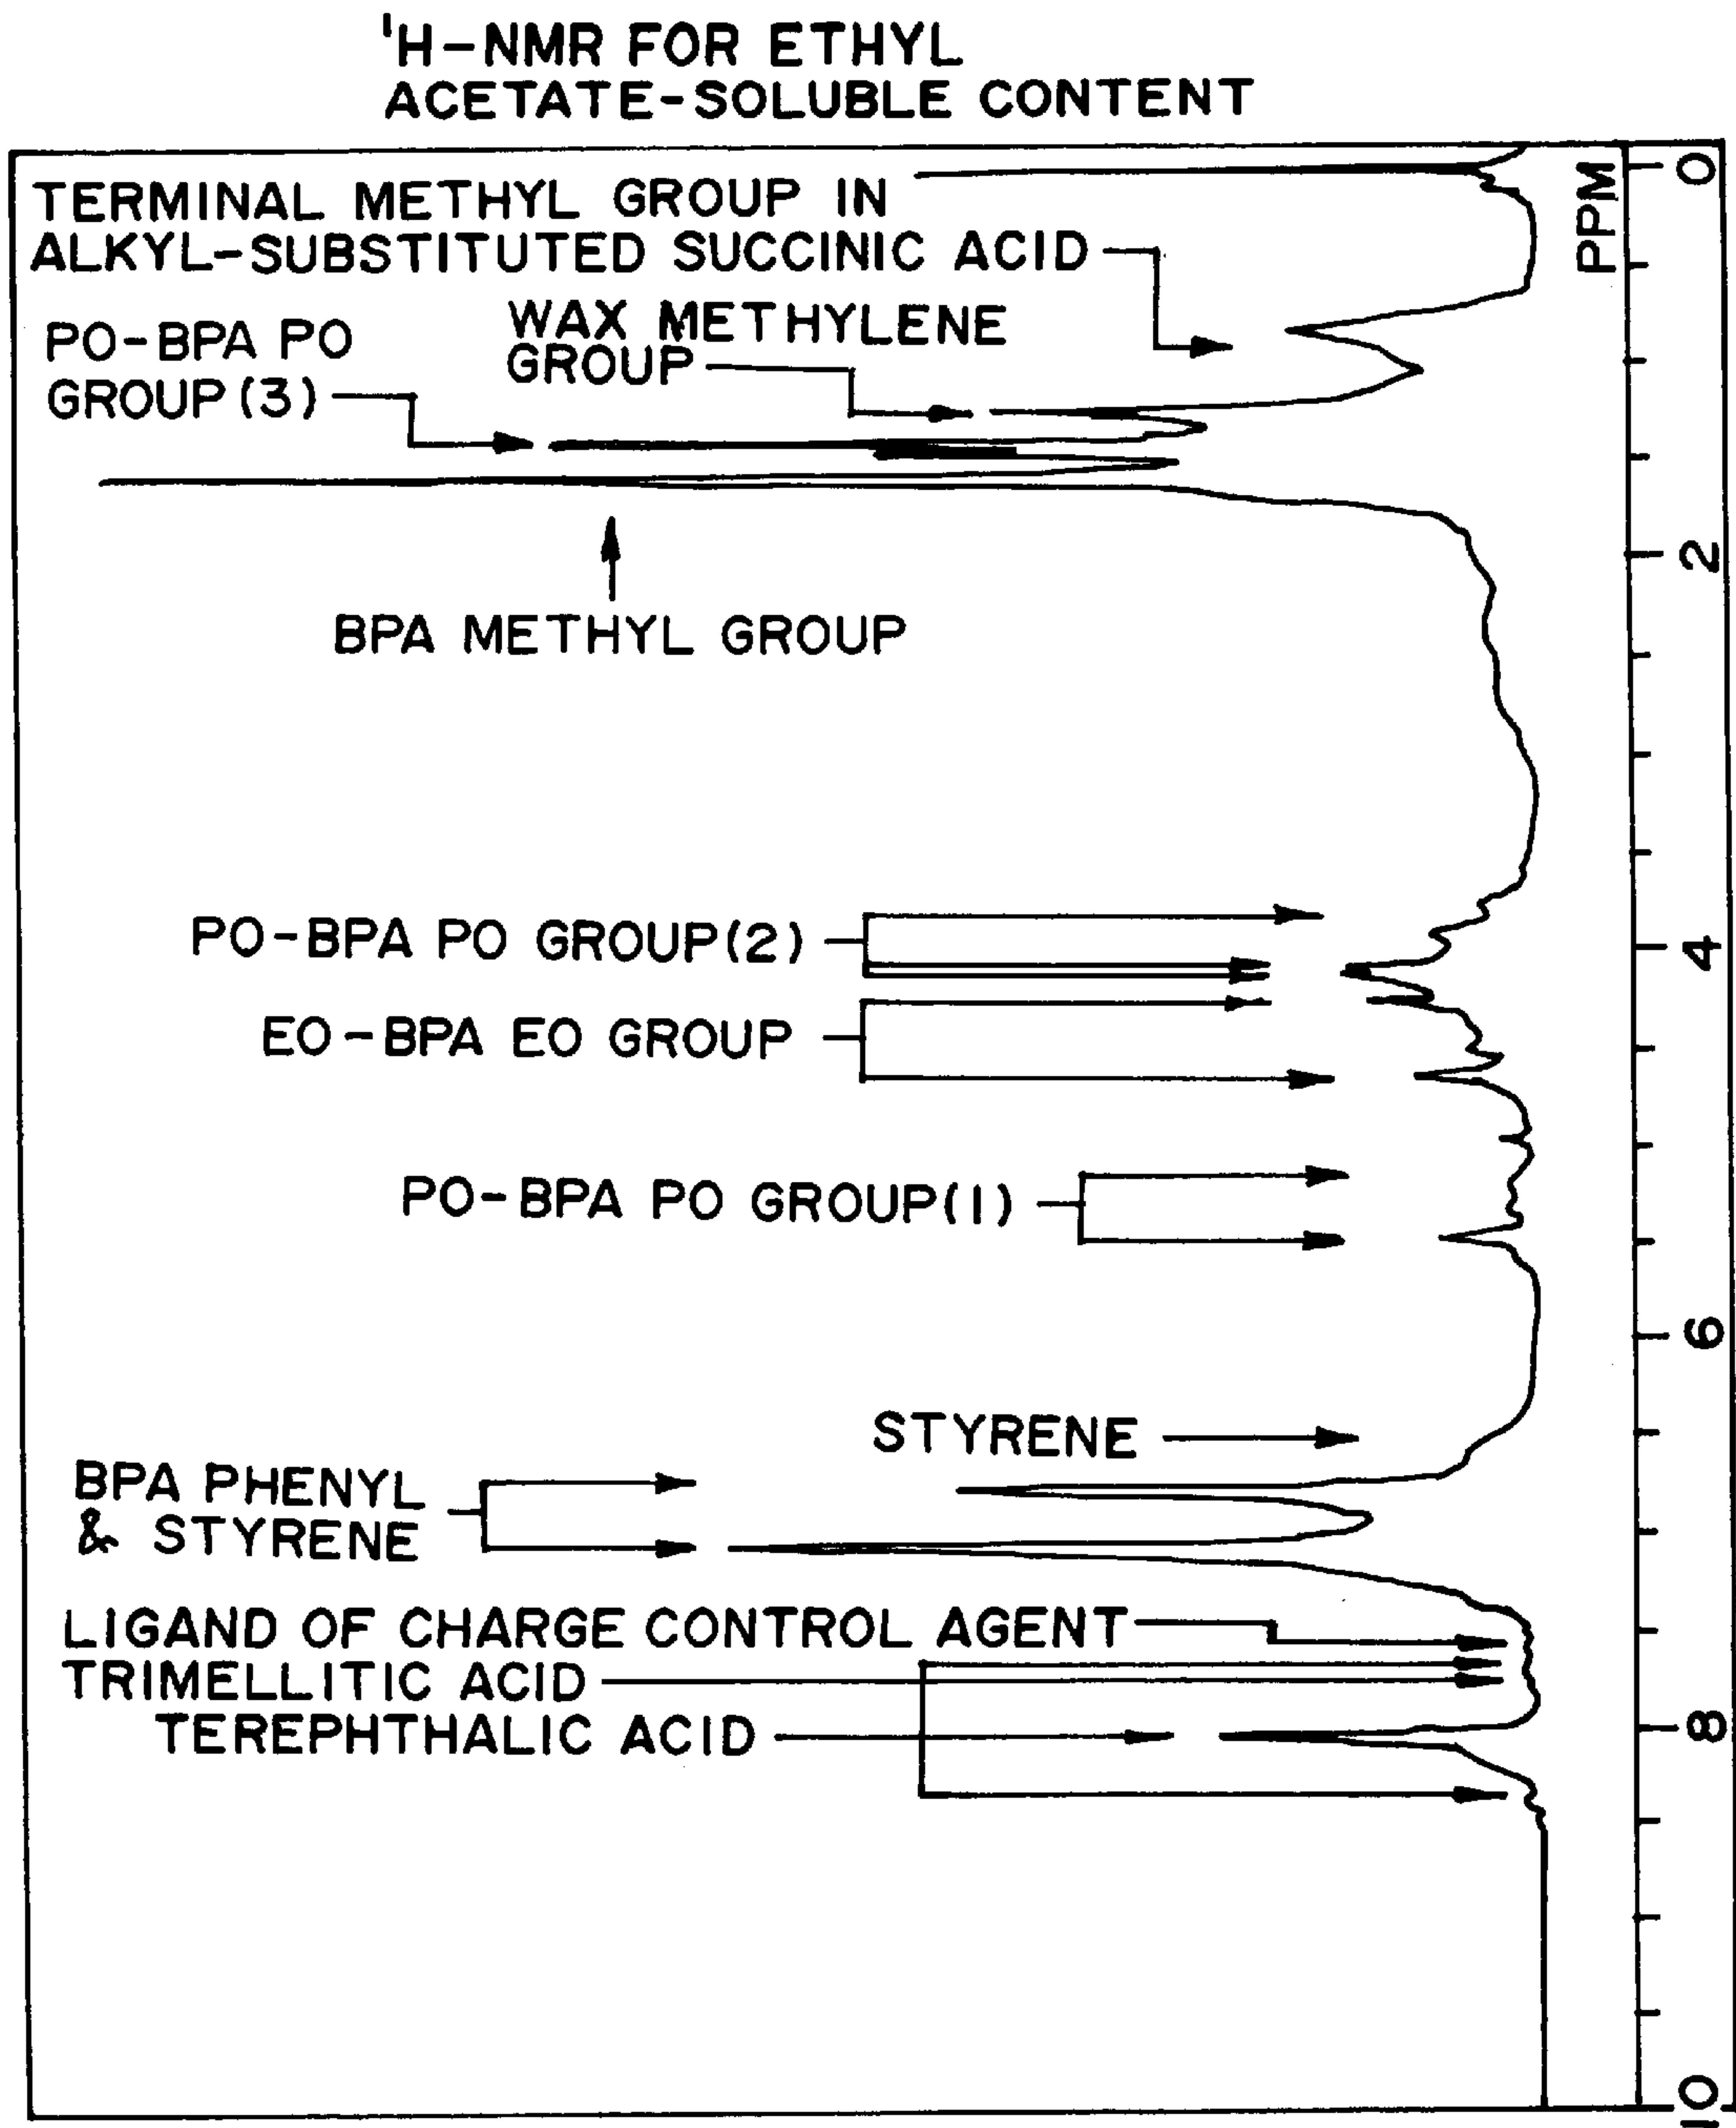 ¹H-NMR FOR ETHYL
ACETATE-SOLUBLE CONTENT
TERMINAL METHYL GROUP IN
ALKYL-SUBSTITUTED SUCCINIC ACID
WAX METHYLENE
GROUP
PO-BPA PO
GROUP(3)
BPA METHYL GROUP
PO-BPA PO GROUP(2)
EO-BPA EO GROUP
PO-BPA PO GROUP(1)
STYRENE
BPA PHENYL
& STYRENE
LIGAND OF CHARGE CONTROL AGENT
TRIMELLITIC ACID
TEREPHTHALIC ACID
PPM
0
2
4
6
8
10